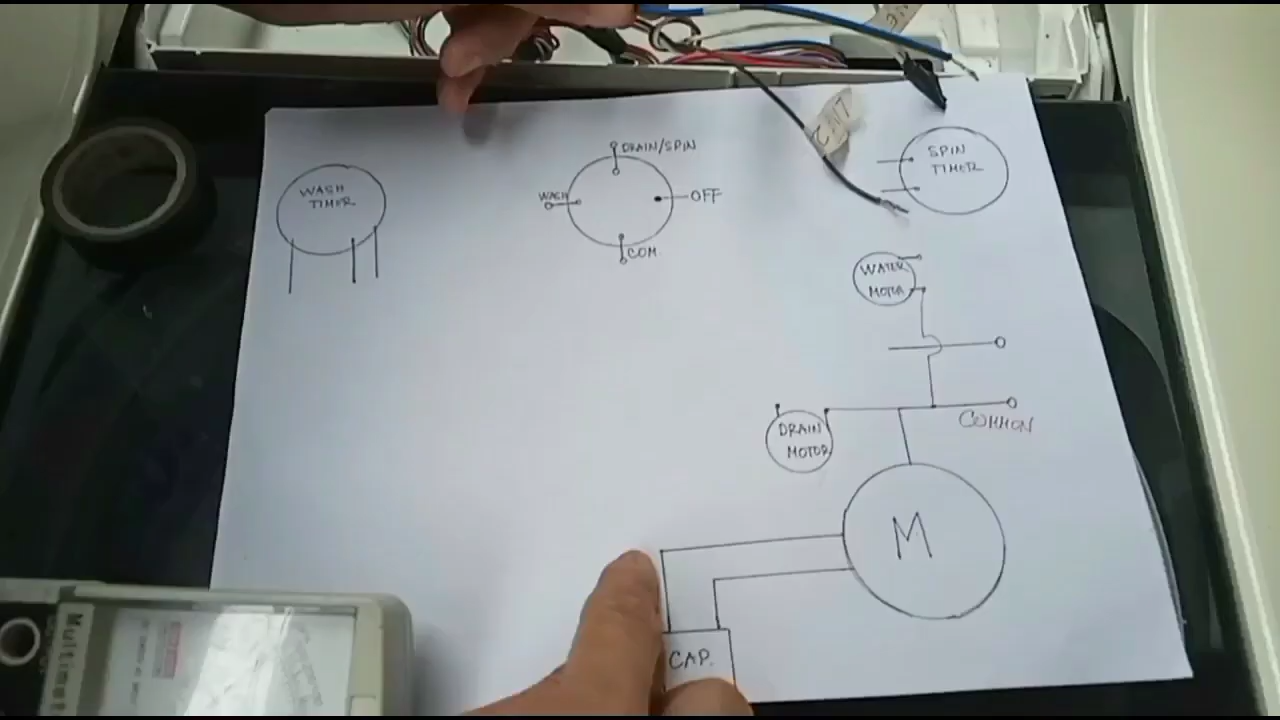 DRAIN/SPIN
SPIN
TIMER
WASH
TIMER
WASH
OFF
COM
WATER
MOTOR
COMMON
DRAIN
MOTOR
M
CAP.